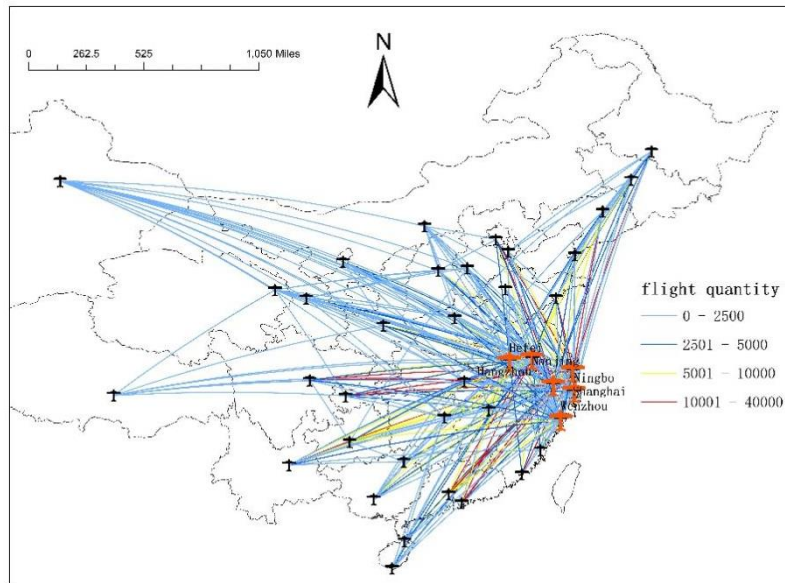 0 262.5 525 1,050 Miles
N
flight quantity
0 - 2500
2501 - 5000
5001 - 10000
10001 - 40000
Hefei
Nanjing
Hangzhou
Ningbo
Shanghai
Wenzhou